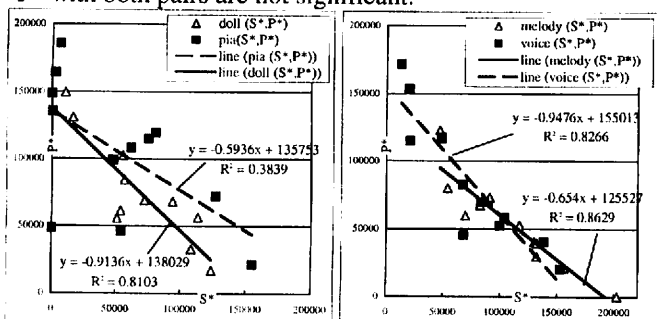 with both pairs are not significant.
doll (S*,P*)
pia(S*,P*)
line (pia (S*,P*))
line (doll (S*,P*))
200000
150000
100000
50000
0
P*
y = -0.5936x + 135753
R² = 0.3839
y = -0.9136x + 138029
R² = 0.8103
0 50000 100000 150000 200000
S*
melody (S*,P*)
voice (S*,P*)
line (melody (S*,P*))
line (voice (S*,P*))
200000
150000
100000
50000
0
P*
y = -0.9476x + 155013
R² = 0.8266
y = -0.654x + 125527
R² = 0.8629
0 50000 100000 150000 200000
S*